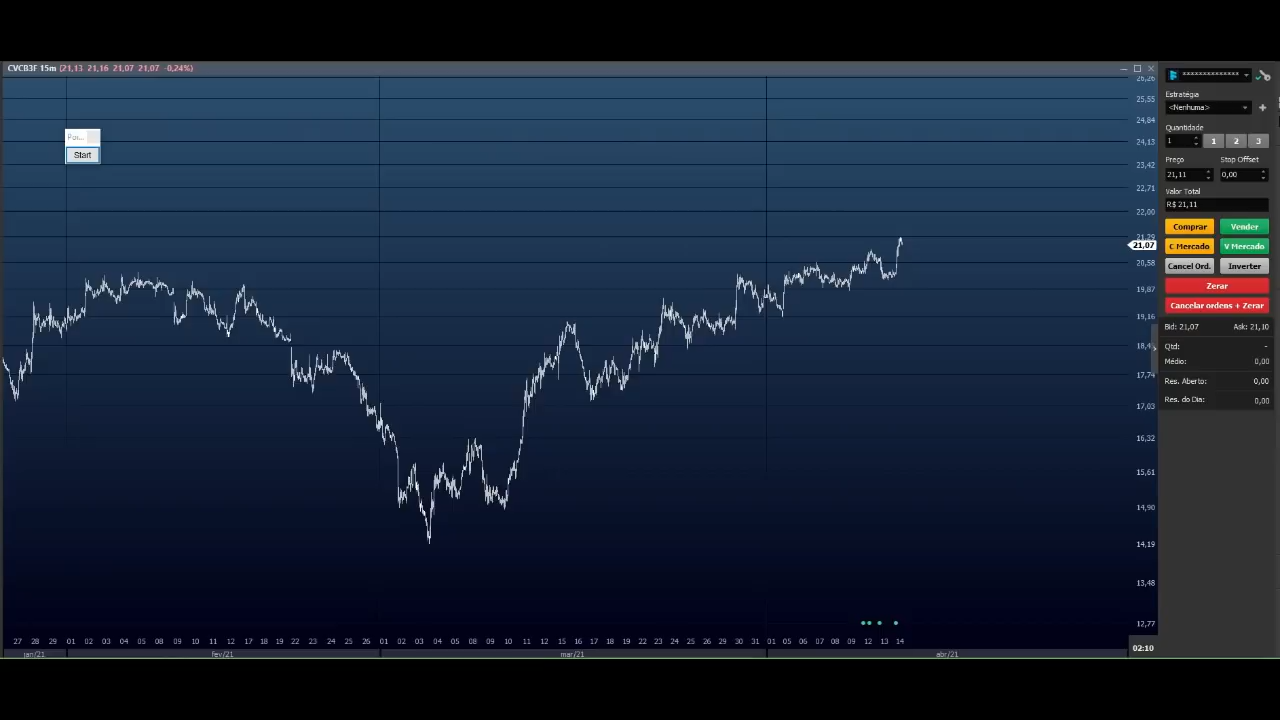 CVCB3F 15m (21,13 21,16 21,07 21,07 -0,24%)
Start
26,26
25,55
24,84
24,13
23,42
22,71
22,00
21,29
21,07
20,58
19,87
19,16
17,74
17,03
16,32
15,61
14,90
14,19
13,48
12,77
27 28 29 01 02 03 04 05 08 09 10 11 12 17 18 19 22 23 24 25 26 01 02 03 04 05 08 09 10 11 12 15 16 17 18 19 22 23 24 25 26 29 30 31 01 05 06 07 08 09 12 13 14
jan/21 fev/21 mar/21 abr/21
02:10
**************
Estratégia
<Nenhuma>
Quantidade
1 1 2 3
Preço Stop Offset
21,11 0,00
Valor Total
R$ 21,11
Comprar Vender
C Mercado V Mercado
Cancel Ord. Inverter
Zerar
Cancelar ordens + Zerar
Bid: 21,07 Ask: 21,10
Qtd: -
Médio: 0,00
Res. Aberto: 0,00
Res. do Dia: 0,00